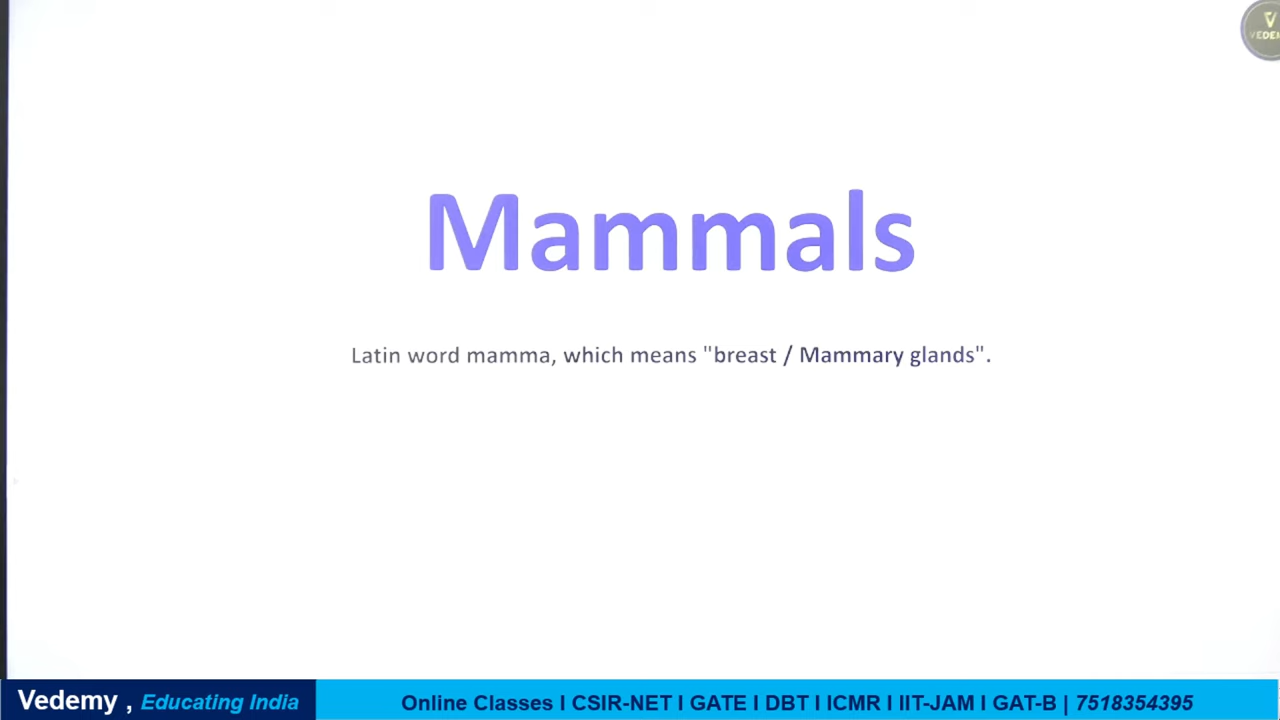 V
VEDEM
Mammals
Latin word mamma, which means "breast / Mammary glands".
Vedemy , Educating India
Online Classes I CSIR-NET I GATE I DBT I ICMR I IIT-JAM I GAT-B | 7518354395